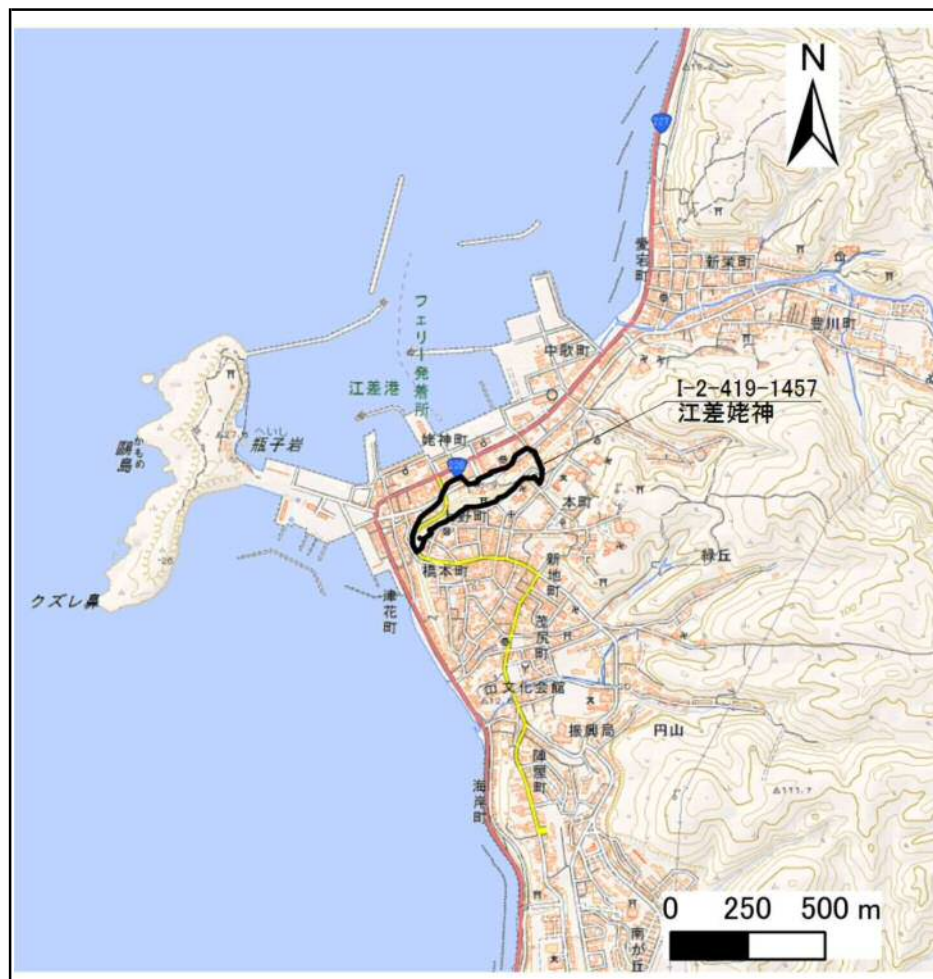 N
227
愛宕町
新栄町
豊川町
中歌町
フェリー発着所
江差港
I-2-419-1457
江差姥神
姥神町
かもめ
鷗島
へいし
瓶子岩
本町
クズレ鼻
橋本町
新地町
緑丘
津花町
茂尻町
文化会館
振興局
円山
陣屋町
海岸町
南が丘
0 250 500 m